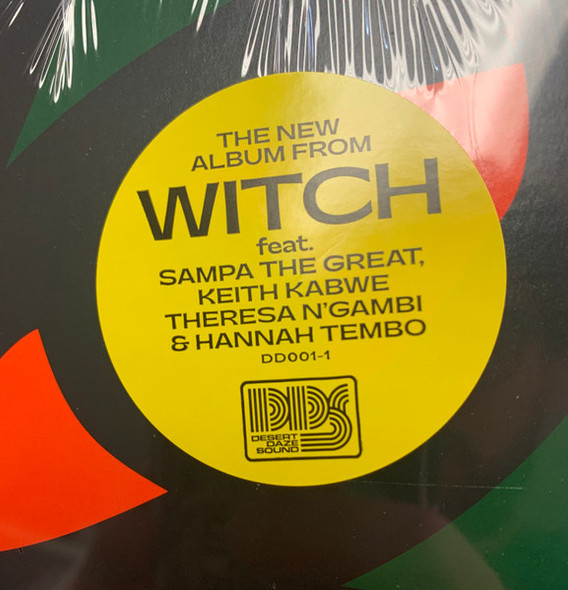 THE NEW
ALBUM FROM
WITCH
feat.
SAMPA THE GREAT,
KEITH KABWE
THERESA N'GAMBI
& HANNAH TEMBO
DD001-1
DDS
DESERT
DAZE
SOUND